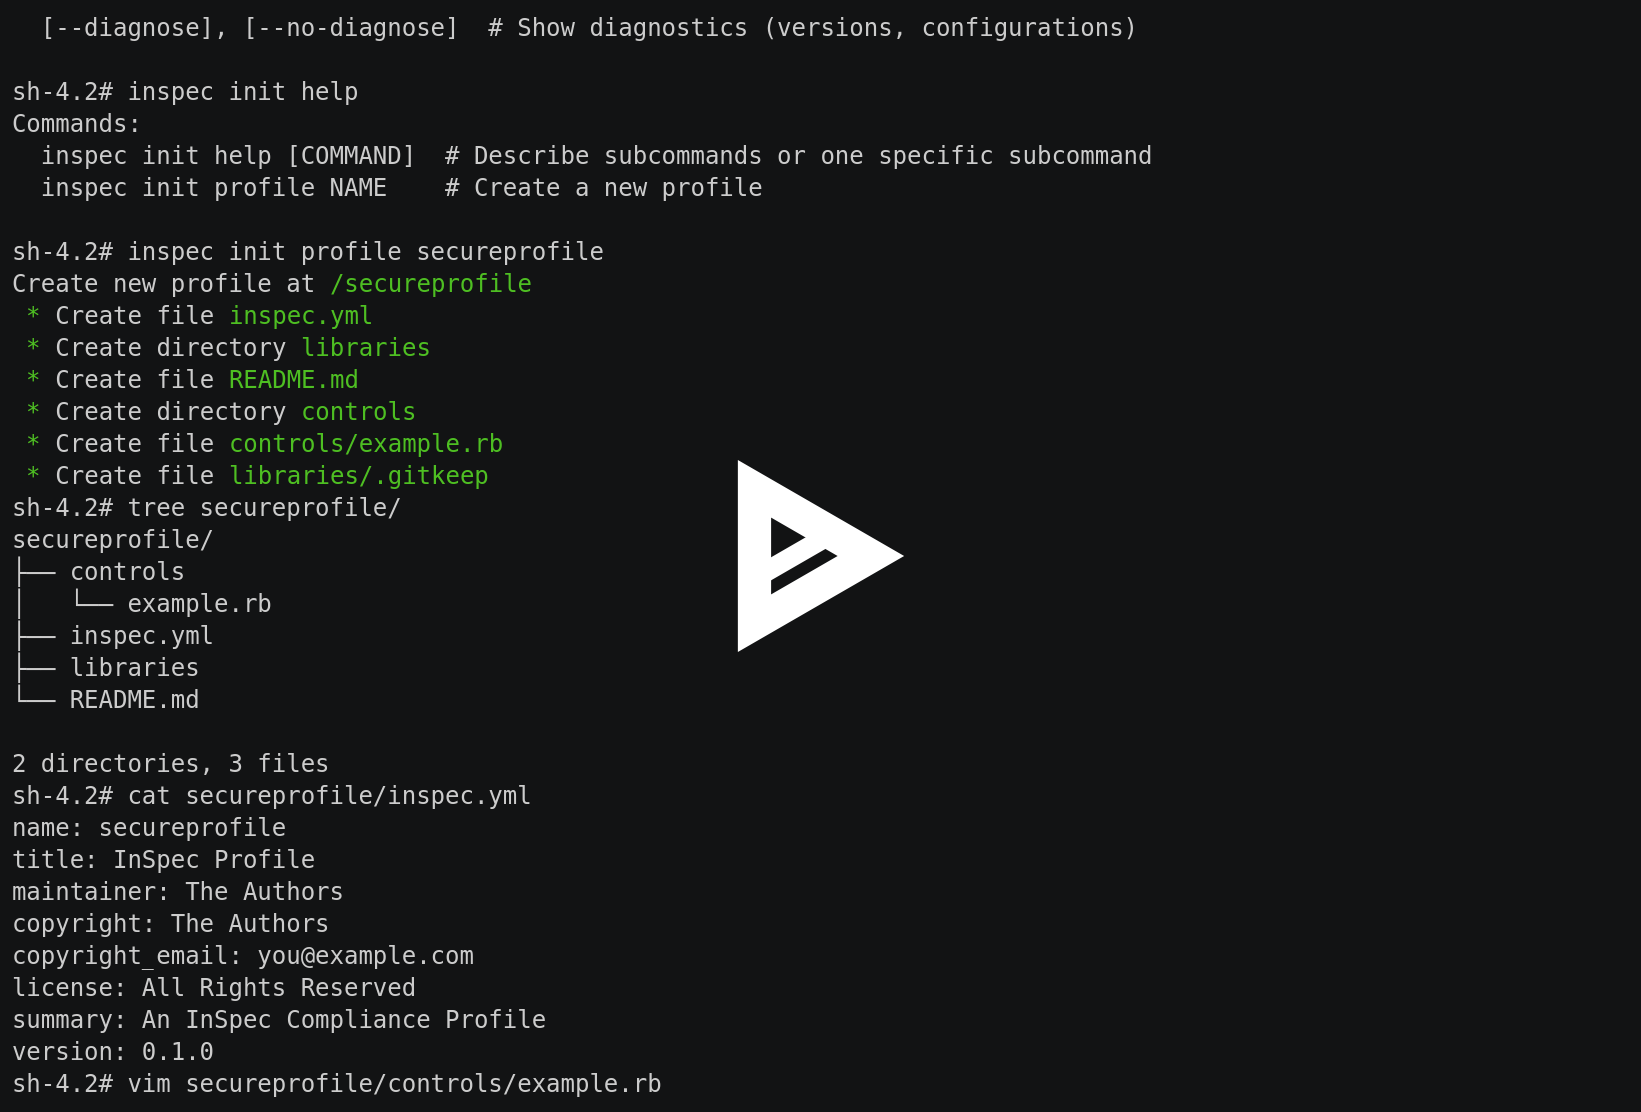 [--diagnose], [--no-diagnose]  # Show diagnostics (versions, configurations)

sh-4.2# inspec init help
Commands:
  inspec init help [COMMAND]  # Describe subcommands or one specific subcommand
  inspec init profile NAME    # Create a new profile

sh-4.2# inspec init profile secureprofile
Create new profile at /secureprofile
 * Create file inspec.yml
 * Create directory libraries
 * Create file README.md
 * Create directory controls
 * Create file controls/example.rb
 * Create file libraries/.gitkeep
sh-4.2# tree secureprofile/
secureprofile/
├── controls
│   └── example.rb
├── inspec.yml
├── libraries
└── README.md

2 directories, 3 files
sh-4.2# cat secureprofile/inspec.yml
name: secureprofile
title: InSpec Profile
maintainer: The Authors
copyright: The Authors
copyright_email: you@example.com
license: All Rights Reserved
summary: An InSpec Compliance Profile
version: 0.1.0
sh-4.2# vim secureprofile/controls/example.rb